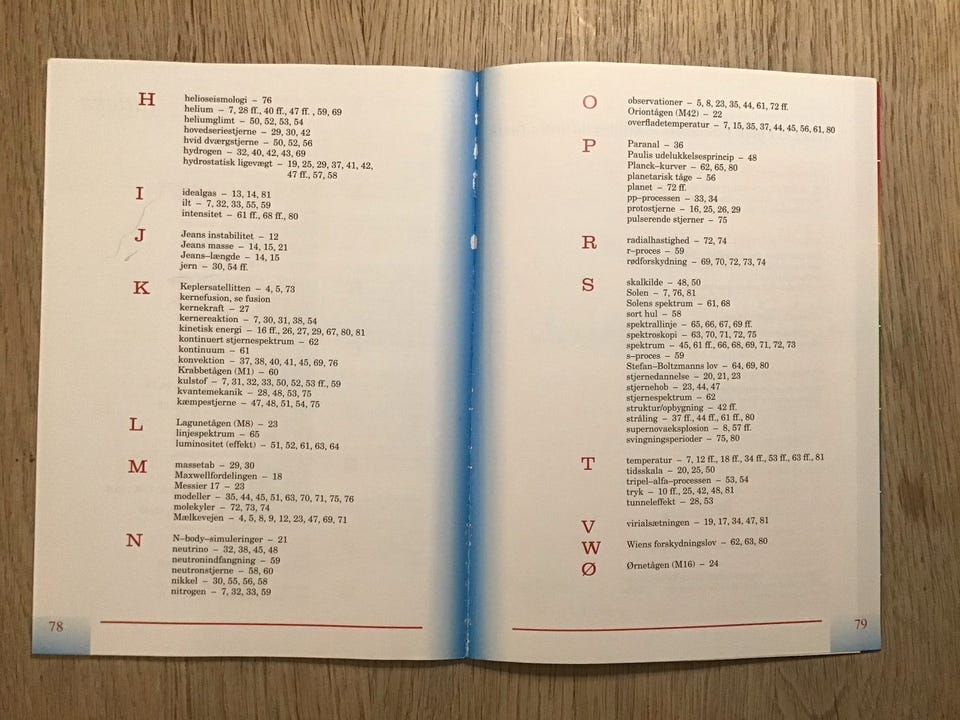 H
helioseismologi – 76
helium – 7, 28 ff., 40 ff., 47 ff. , 59, 69
heliumglimt – 50, 52, 53, 54
hovedseriestjerne – 29, 30, 42
hvid dværgstjerne – 50, 52, 56
hydrogen – 32, 40, 42, 43, 69
hydrostatisk ligevægt – 19, 25, 29, 37, 41, 42,
47 ff., 57, 58
I
idealgas – 13, 14, 81
ilt – 7, 32, 33, 55, 59
intensitet – 61 ff., 68 ff., 80
J
Jeans instabilitet – 12
Jeans masse – 14, 15, 21
Jeans–længde – 14, 15
jern – 30, 54 ff.
K
Keplersatellitten – 4, 5, 73
kernefusion, se fusion
kernekraft – 27
kernereaktion – 7, 30, 31, 38, 54
kinetisk energi – 16 ff., 26, 27, 29, 67, 80, 81
kontinuert stjernespektrum – 62
kontinuum – 61
konvektion – 37, 38, 40, 41, 45, 69, 76
Krabbetågen (M1) – 60
kulstof – 7, 31, 32, 33, 50, 52, 53 ff., 59
kvantemekanik – 28, 48, 53, 75
kæmpestjerne – 47, 48, 51, 54, 75
L
Lagunetågen (M8) – 23
linjespektrum – 65
luminositet (effekt) – 51, 52, 61, 63, 64
M
massetab – 29, 30
Maxwellfordelingen – 18
Messier 17 – 23
modeller – 35, 44, 45, 51, 63, 70, 71, 75, 76
molekyler – 72, 73, 74
Mælkevejen – 4, 5, 8, 9, 12, 23, 47, 69, 71
N
N–body–simuleringer – 21
neutrino – 32, 38, 45, 48
neutronindfangning – 59
neutronstjerne – 58, 60
nikkel – 30, 55, 56, 58
nitrogen – 7, 32, 33, 59
78
O
observationer – 5, 8, 23, 35, 44, 61, 72 ff.
Oriontågen (M42) – 22
overfladetemperatur – 7, 15, 35, 37, 44, 45, 56, 61, 80
P
Paranal – 36
Paulis udelukkelsesprincip – 48
Planck–kurver – 62, 65, 80
planetarisk tåge – 56
planet – 72 ff.
pp–processen – 33, 34
protostjerne – 16, 25, 26, 29
pulserende stjerner – 75
R
radialhastighed – 72, 74
r–proces – 59
rødforskydning – 69, 70, 72, 73, 74
S
skalkilde – 48, 50
Solen – 7, 76, 81
Solens spektrum – 61, 68
sort hul – 58
spektrallinje – 65, 66, 67, 69 ff.
spektroskopi – 63, 70, 71, 72, 75
spektrum – 45, 61 ff., 66, 68, 69, 71, 72, 73
s–proces – 59
Stefan–Boltzmanns lov – 64, 69, 80
stjernedannelse – 20, 21, 23
stjernehob – 23, 44, 47
stjernespektrum – 62
struktur/opbygning – 42 ff.
stråling – 37 ff., 44 ff., 61 ff., 80
supernovaeksplosion – 8, 57 ff.
svingningsperioder – 75, 80
T
temperatur – 7, 12 ff., 18 ff., 34 ff., 53 ff., 63 ff., 81
tidsskala – 20, 25, 50
tripel–alfa–processen – 53, 54
tryk – 10 ff., 25, 42, 48, 81
tunneleffekt – 28, 53
V
virialsætningen – 19, 17, 34, 47, 81
W
Wiens forskydningslov – 62, 63, 80
Ø
Ørnetågen (M16) – 24
79